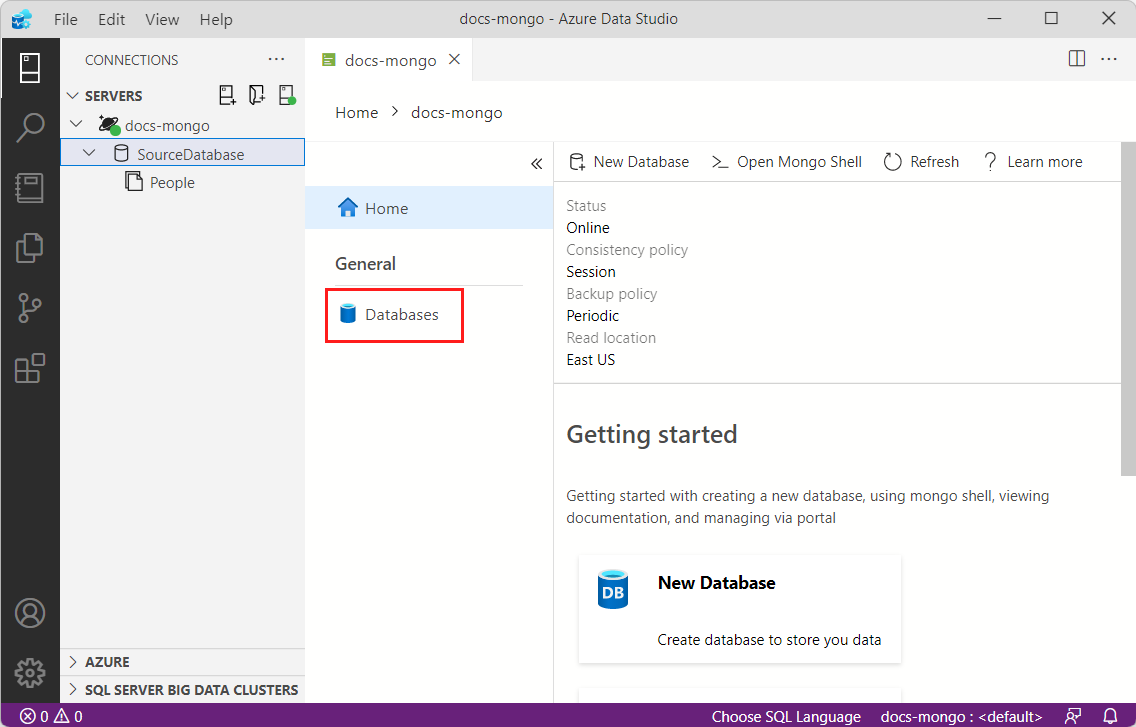 File Edit View Help
docs-mongo - Azure Data Studio
CONNECTIONS
docs-mongo
SERVERS
Home > docs-mongo
docs-mongo
SourceDatabase
People
New Database
Open Mongo Shell
Refresh
Learn more
Home
General
Databases
Status
Online
Consistency policy
Session
Backup policy
Periodic
Read location
East US
Getting started
Getting started with creating a new database, using mongo shell, viewing
documentation, and managing via portal
DB
New Database
Create database to store you data
AZURE
SQL SERVER BIG DATA CLUSTERS
0 0
Choose SQL Language
docs-mongo : <default>